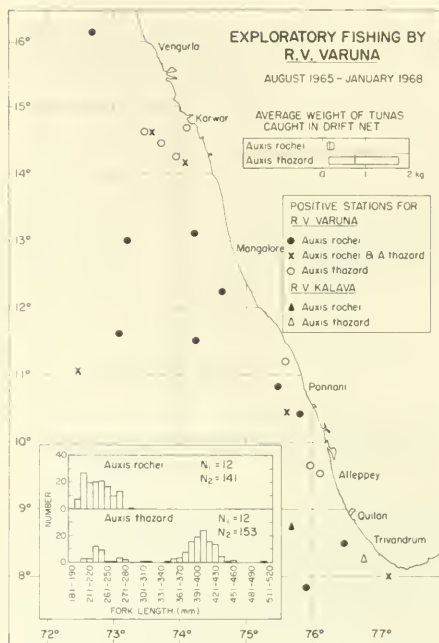 EXPLORATORY FISHING BY
R.V. VARUNA
AUGUST 1965 – JANUARY 1968
AVERAGE WEIGHT OF TUNAS
CAUGHT IN DRIFT NET
Auxis rochei
Auxis thazard
0 1 2 kg
POSITIVE STATIONS FOR
R.V. VARUNA
Auxis rochei
Auxis rochei & A thazard
Auxis thazard
R.V KALAVA
Auxis rochei
Auxis thazard
Vengurla
Karwar
Mangalore
Ponnani
Alleppey
Quilon
Trivandrum
16°
15°
14°
13°
12°
11°
10°
9°
8°
Auxis rochei
N₁ = 12
N₂ = 141
Auxis thazard
N₁ = 12
N₂ = 153
NUMBER
40
20
0
20
0
181-190
211-220
241-250
271-280
301-310
331-340
361-370
391-400
421-430
451-460
481-490
511-520
FORK LENGTH (mm)
72° 73° 74° 75° 76° 77°